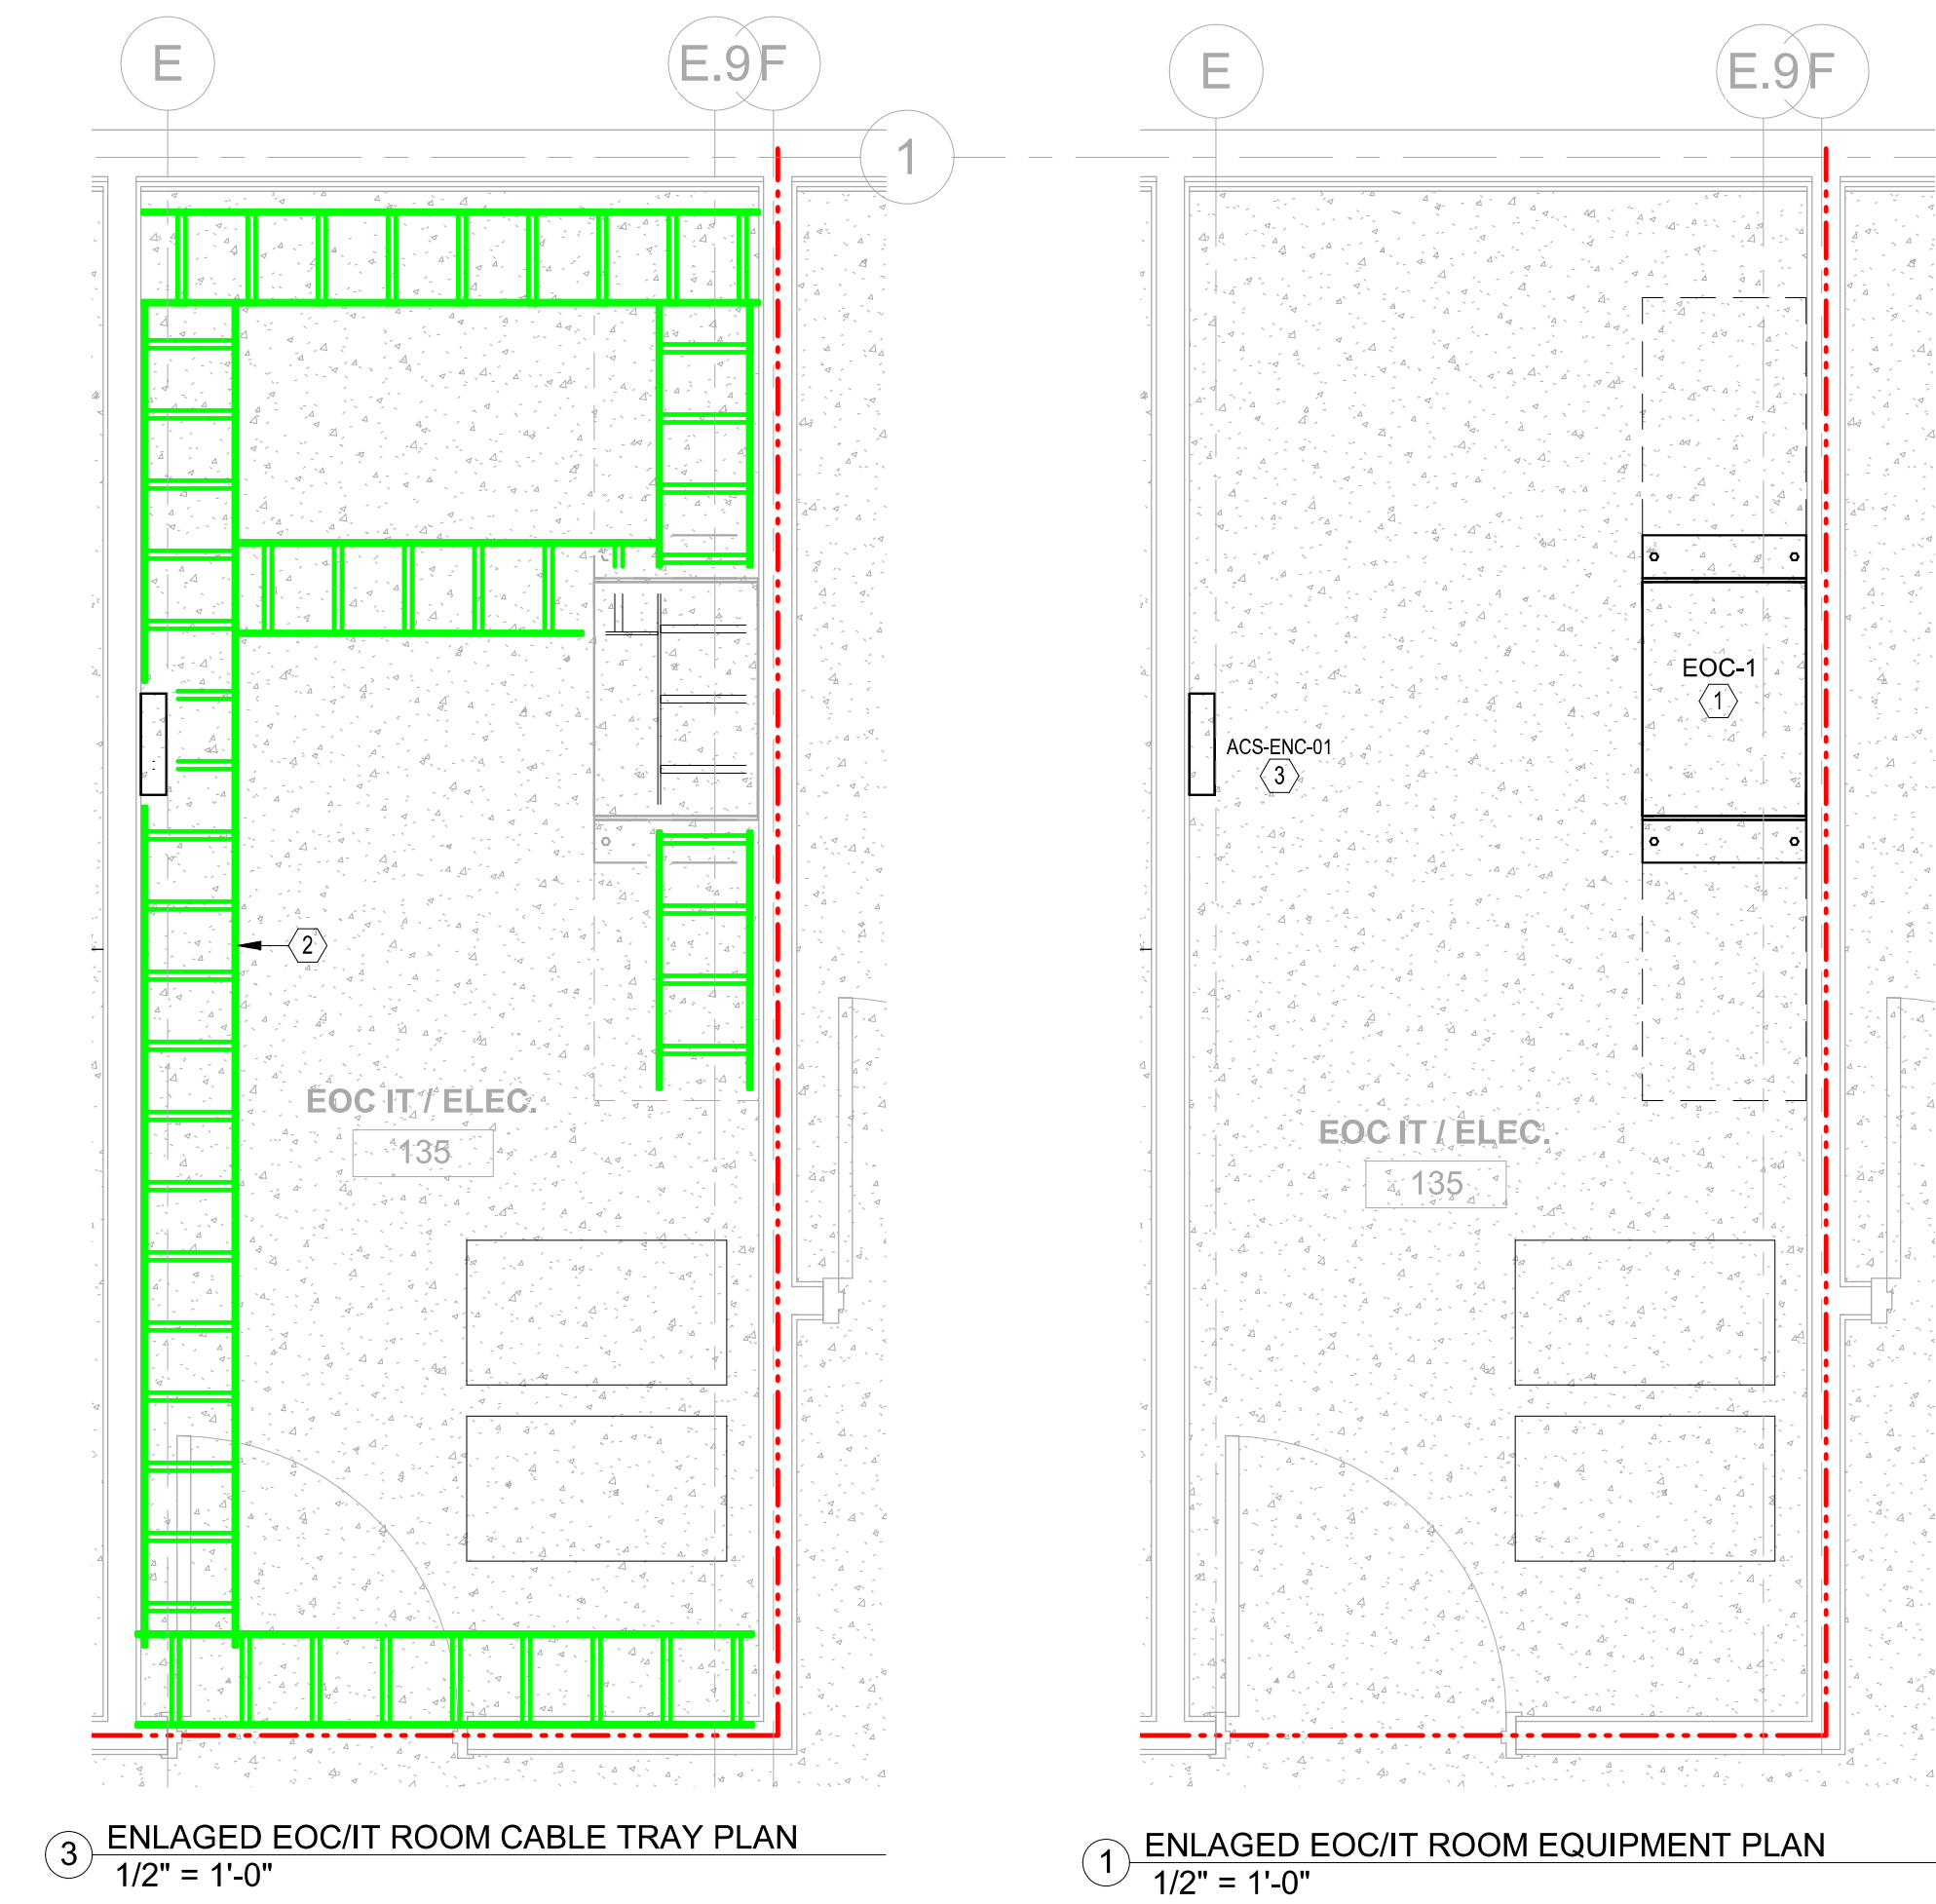 E
E.9
F
1
2
EOC IT / ELEC.
135
3
ENLAGED EOC/IT ROOM CABLE TRAY PLAN
1/2" = 1'-0"
E
E.9
F
EOC-1
1
ACS-ENC-01
3
EOC IT / ELEC.
135
1
ENLAGED EOC/IT ROOM EQUIPMENT PLAN
1/2" = 1'-0"